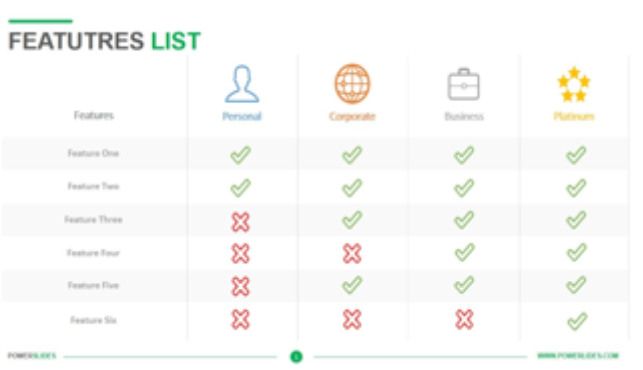 FEATUTRES LIST
Features Personal Corporate Business Platinum
Feature One
Feature Two
Feature Three
Feature Four
Feature Five
Feature Six
POWERSLIDES 1 WWW.POWERSLIDES.COM